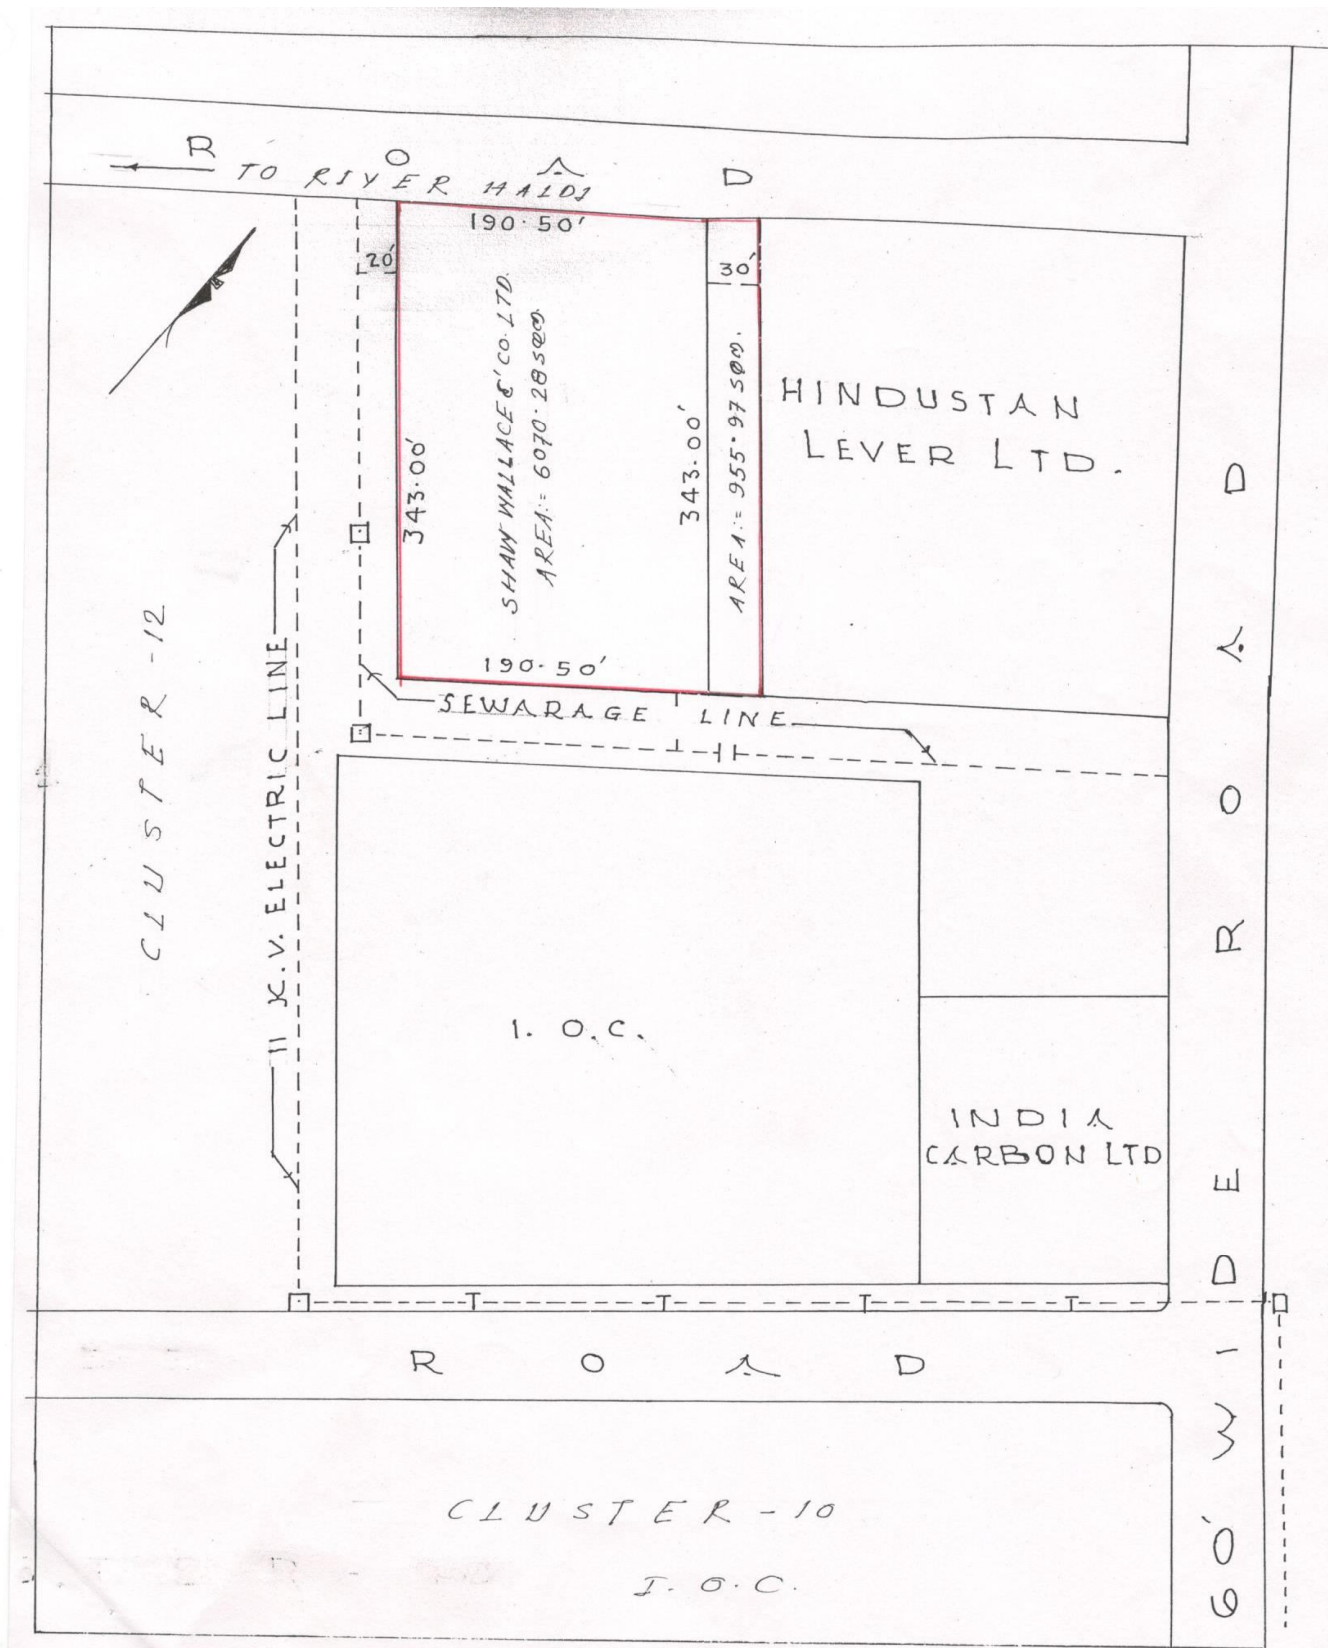 R O A D
TO RIVER HALDI
190·50'
20'
30'
SHAW WALLACE & CO. LTD.
AREA:= 6070·28 SQM.
343·00'
343·00'
AREA:= 955·97 SQM.
HINDUSTAN
LEVER LTD.
190·50'
SEWARAGE LINE
CLUSTER-12
11 K.V. ELECTRIC LINE
I. O.C.
INDIA
CARBON LTD
60' WIDE ROAD
R O A D
CLUSTER-10
I.O.C.